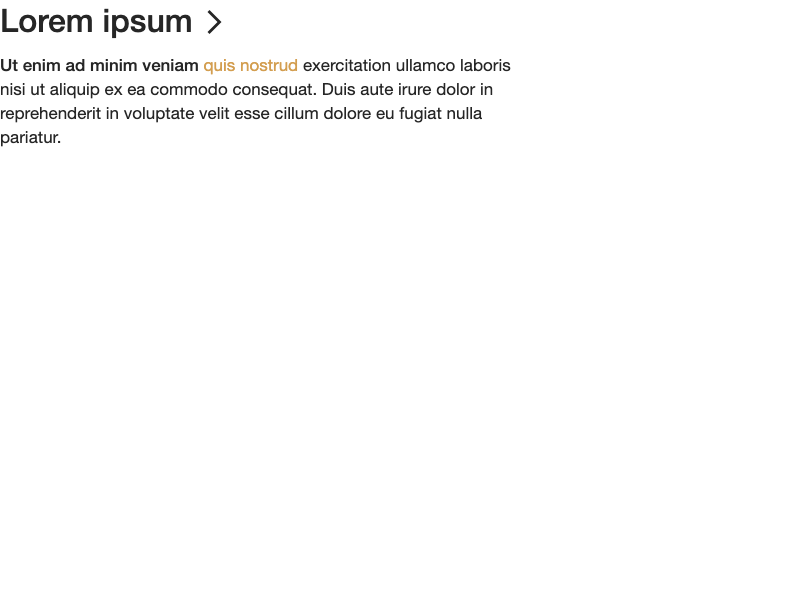 Lorem ipsum
Ut enim ad minim veniam quis nostrud exercitation ullamco laboris
nisi ut aliquip ex ea commodo consequat. Duis aute irure dolor in
reprehenderit in voluptate velit esse cillum dolore eu fugiat nulla
pariatur.